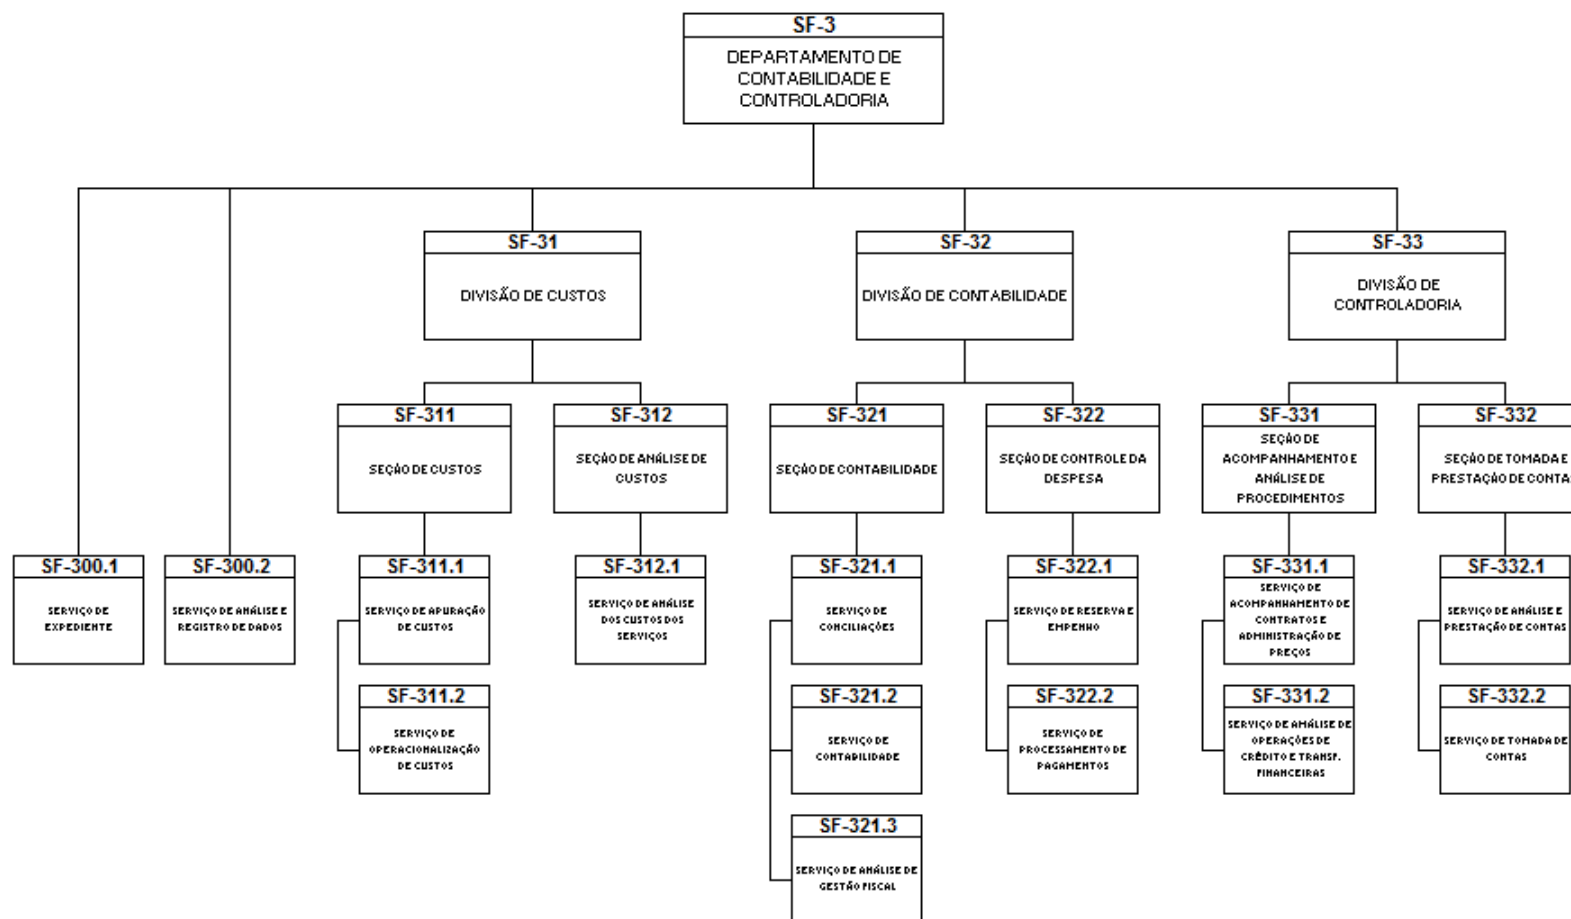 SF-3
DEPARTAMENTO DE
CONTABILIDADE E
CONTROLADORIA
SF-31
DIVISÃO DE CUSTOS
SF-32
DIVISÃO DE CONTABILIDADE
SF-33
DIVISÃO DE
CONTROLADORIA
SF-311
SEÇÃO DE CUSTOS
SF-312
SEÇÃO DE ANÁLISE DE
CUSTOS
SF-321
SEÇÃO DE CONTABILIDADE
SF-322
SEÇÃO DE CONTROLE DA
DESPESA
SF-331
SEÇÃO DE
ACOMPANHAMENTO E
ANÁLISE DE
PROCEDIMENTOS
SF-332
SEÇÃO DE TOMADA E
PRESTAÇÃO DE CONTAS
SF-300.1
SERVIÇO DE
EXPEDIENTE
SF-300.2
SERVIÇO DE ANÁLISE E
REGISTRO DE DADOS
SF-311.1
SERVIÇO DE APURAÇÃO
DE CUSTOS
SF-312.1
SERVIÇO DE ANÁLISE
DOS CUSTOS DOS
SERVIÇOS
SF-321.1
SERVIÇO DE
CONCILIAÇÕES
SF-322.1
SERVIÇO DE RESERVA E
EMPENHO
SF-331.1
SERVIÇO DE
ACOMPANHAMENTO DE
CONTRATOS E
ADMINISTRAÇÃO DE
PREÇOS
SF-332.1
SERVIÇO DE ANÁLISE E
PRESTAÇÃO DE CONTAS
SF-311.2
SERVIÇO DE
OPERACIONALIZAÇÃO
DE CUSTOS
SF-321.2
SERVIÇO DE
CONTABILIDADE
SF-322.2
SERVIÇO DE
PROCESSAMENTO DE
PAGAMENTOS
SF-331.2
SERVIÇO DE ANÁLISE DE
OPERAÇÕES DE
CRÉDITO E TRANSF.
FINANCEIRAS
SF-332.2
SERVIÇO DE TOMADA DE
CONTAS
SF-321.3
SERVIÇO DE ANÁLISE DE
GESTÃO FISCAL